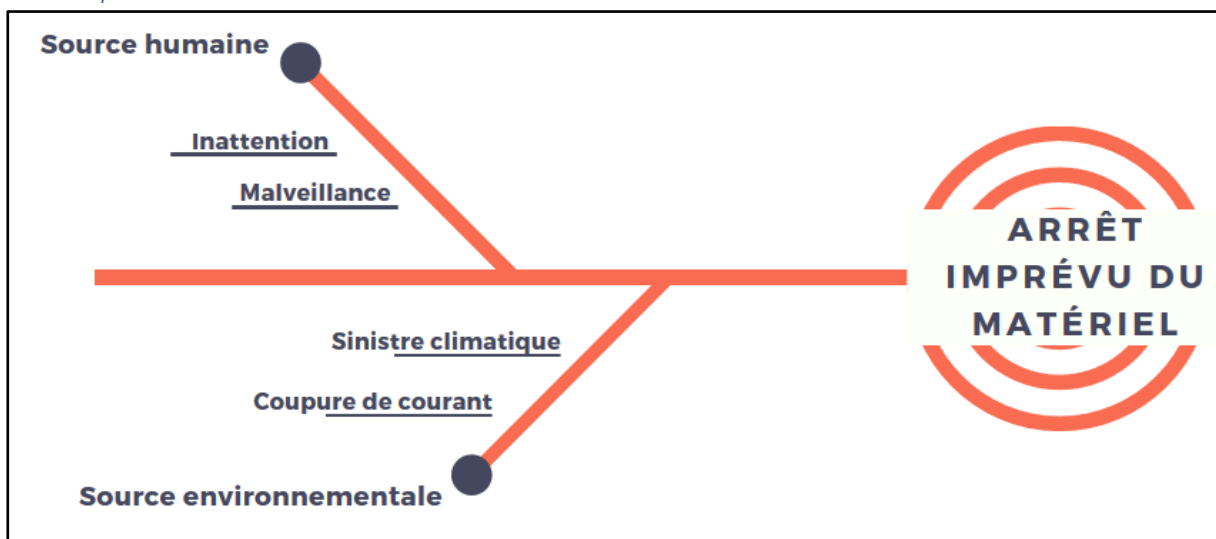 Source humaine
Inattention
Malveillance
ARRÊT
IMPRÉVU DU
MATÉRIEL
Sinistre climatique
Coupure de courant
Source environnementale